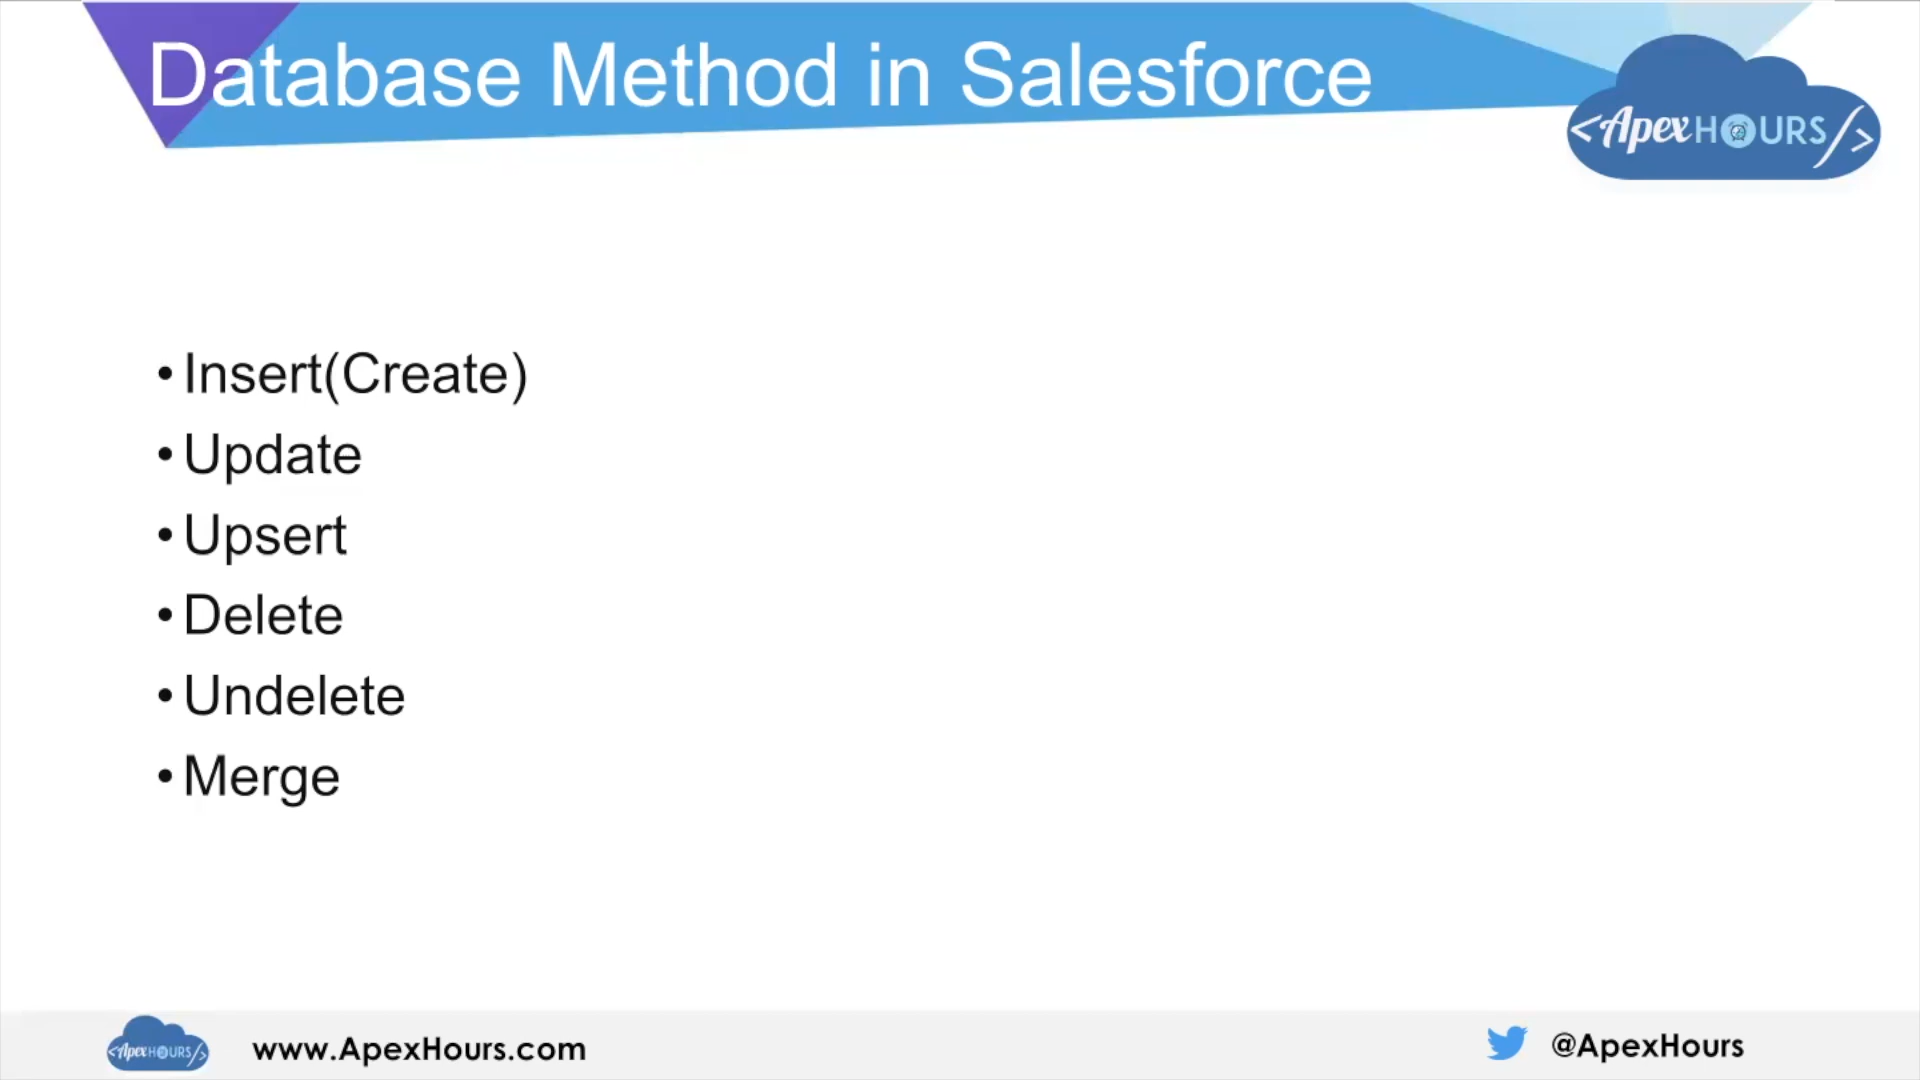 Database Method in Salesforce
<ApexHOURS/>
• Insert(Create)
• Update
• Upsert
• Delete
• Undelete
• Merge
<ApexHOURS/>
www.ApexHours.com
@ApexHours